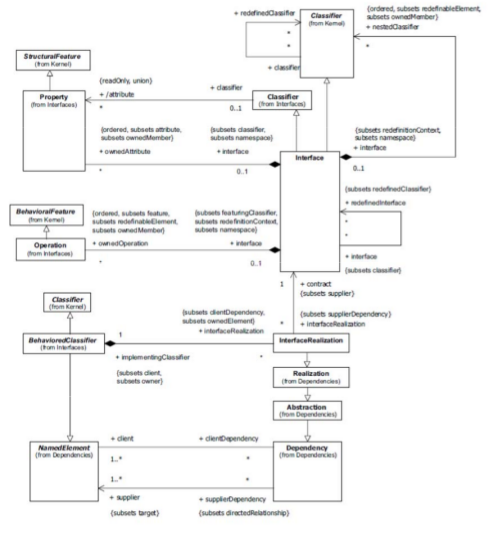 + redefinedClassifier
Classifier
(from Kernel)
{ordered, subsets redefinableElement,
subsets ownedMember}
+ nestedClassifier
*
*
*
+ classifier
StructuralFeature
(from Kernel)
{readOnly, union}
+ /attribute
*
+ classifier
0..1
Classifier
(from Interfaces)
Property
(from Interfaces)
{ordered, subsets attribute,
subsets ownedMember}
+ ownedAttribute
*
{subsets classifier,
subsets namespace}
+ interface
0..1
Interface
{subsets redefinitionContext,
subsets namespace}
+ interface
0..1
{subsets redefinedClassifier}
+ redefinedInterface
*
*
+ interface
{subsets classifier}
BehavioralFeature
(from Kernel)
Operation
(from Interfaces)
{ordered, subsets feature,
subsets redefinableElement,
subsets ownedMember}
+ ownedOperation
*
{subsets featuringClassifier,
subsets redefinitionContext,
subsets namespace}
+ interface
0..1
1
+ contract
{subsets supplier}
Classifier
(from Kernel)
{subsets clientDependency,
subsets ownedElement}
+ interfaceRealization
*
{subsets supplierDependency}
* + interfaceRealization
BehavioredClassifier
(from Interfaces)
1
+ implementingClassifier
{subsets client,
subsets owner}
InterfaceRealization
Realization
(from Dependencies)
Abstraction
(from Dependencies)
NamedElement
(from Dependencies)
+ client
1..*
+ clientDependency
*
Dependency
(from Dependencies)
1..*
*
+ supplier
+ supplierDependency
{subsets target}
{subsets directedRelationship}